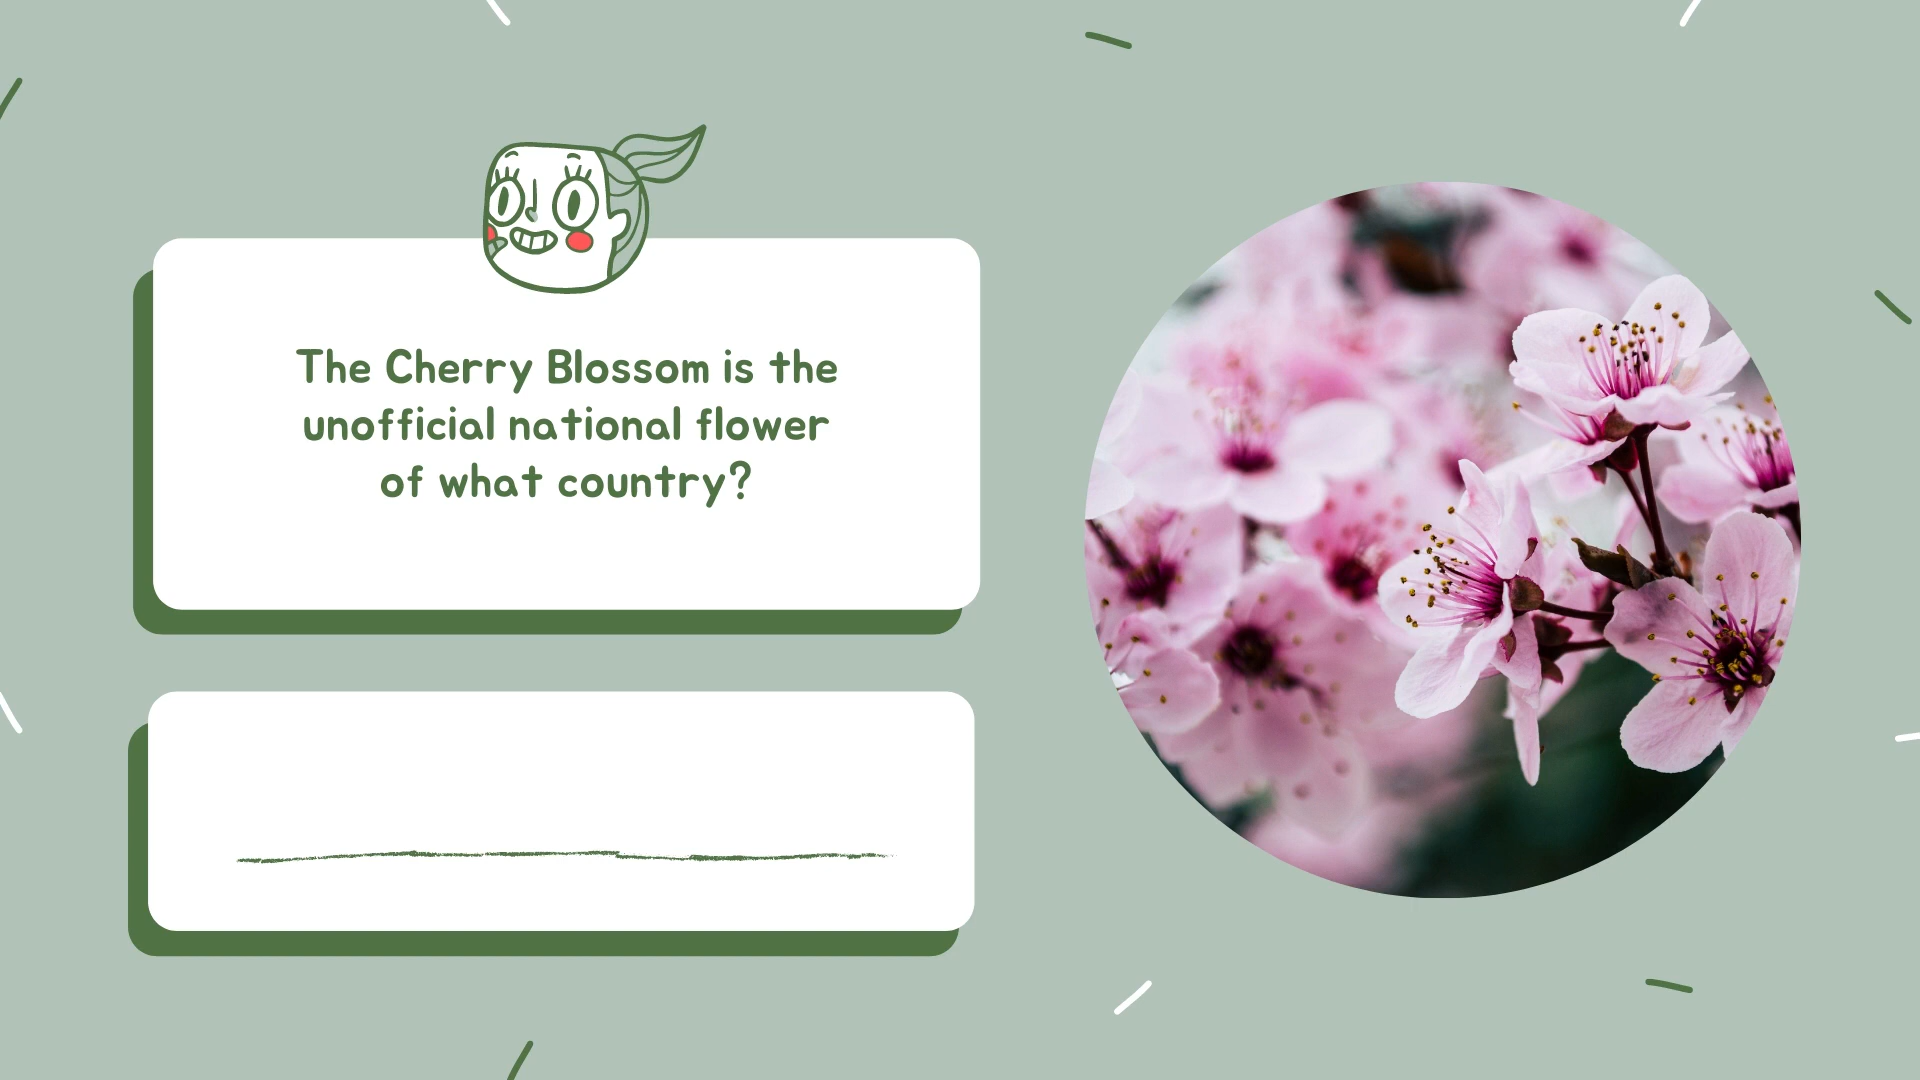 The Cherry Blossom is the
unofficial national flower
of what country?